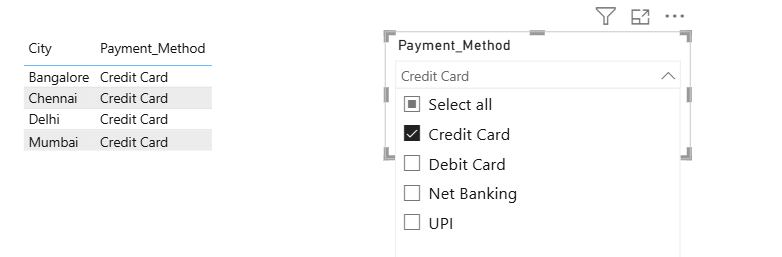 City Payment_Method
Bangalore Credit Card
Chennai Credit Card
Delhi Credit Card
Mumbai Credit Card
Payment_Method
Credit Card
Select all
Credit Card
Debit Card
Net Banking
UPI